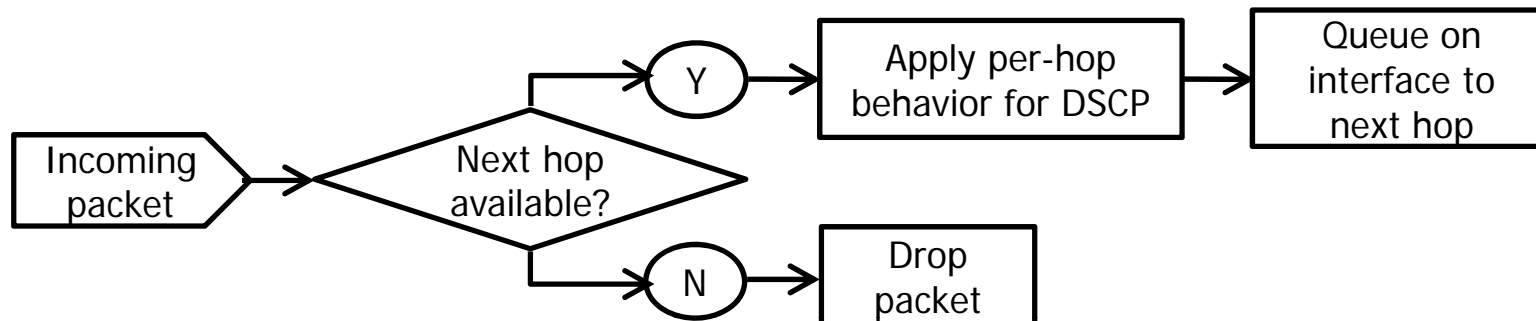 Incoming
packet
Next hop
available?
Y
Apply per-hop
behavior for DSCP
Queue on
interface to
next hop
N
Drop
packet